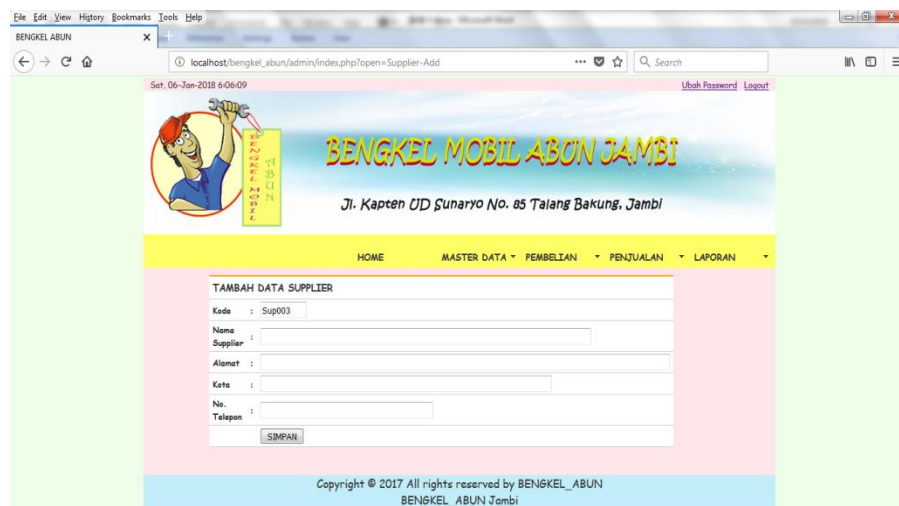 File Edit View History Bookmarks Tools Help
BENGKEL ABUN
localhost/bengkel_abun/admin/index.php?open=Supplier-Add
Search
Sat, 06-Jan-2018 6:06:09
Ubah Password Logout
BENGKEL MOBIL
ABUN
BENGKEL MOBIL ABUN JAMBI
Jl. Kapten UD Sunaryo No. 85 Talang Bakung, Jambi
HOME MASTER DATA PEMBELIAN PENJUALAN LAPORAN
TAMBAH DATA SUPPLIER
Kode : Sup003
Nama Supplier :
Alamat :
Kota :
No. Telepon :
SIMPAN
Copyright © 2017 All rights reserved by BENGKEL_ABUN
BENGKEL_ABUN Jambi